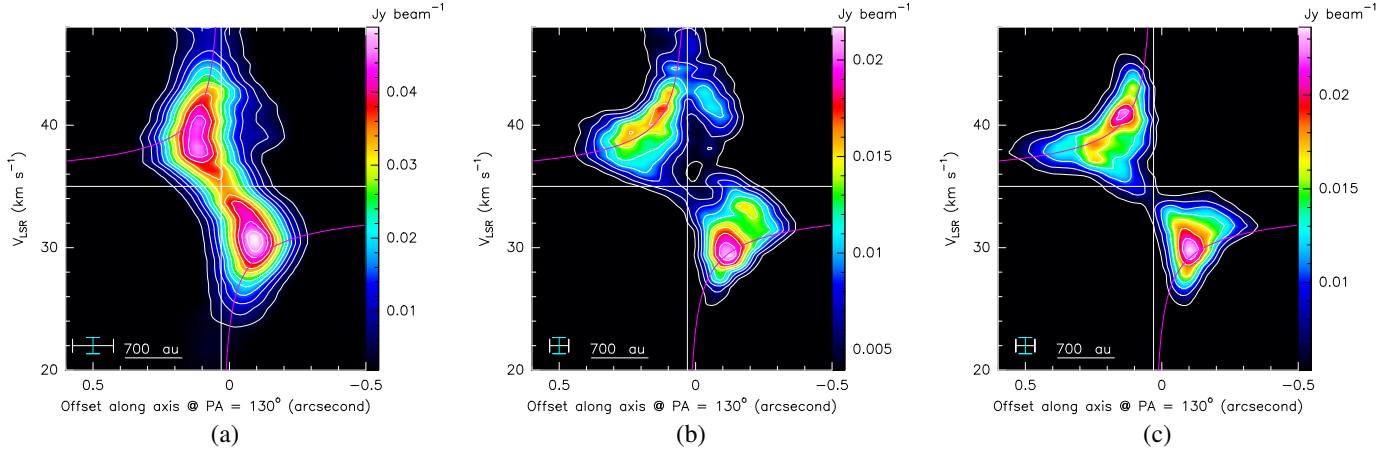 (a)
Jy beam⁻¹
0.04
0.03
0.02
0.01
V_LSR (km s⁻¹)
40
30
20
700 au
0.5 0 -0.5
Offset along axis @ PA = 130° (arcsecond)
(a)
(b)
Jy beam⁻¹
0.02
0.015
0.01
0.005
V_LSR (km s⁻¹)
40
30
20
700 au
0.5 0 -0.5
Offset along axis @ PA = 130° (arcsecond)
(b)
(c)
Jy beam⁻¹
0.02
0.015
0.01
V_LSR (km s⁻¹)
40
30
20
700 au
0.5 0 -0.5
Offset along axis @ PA = 130° (arcsecond)
(c)